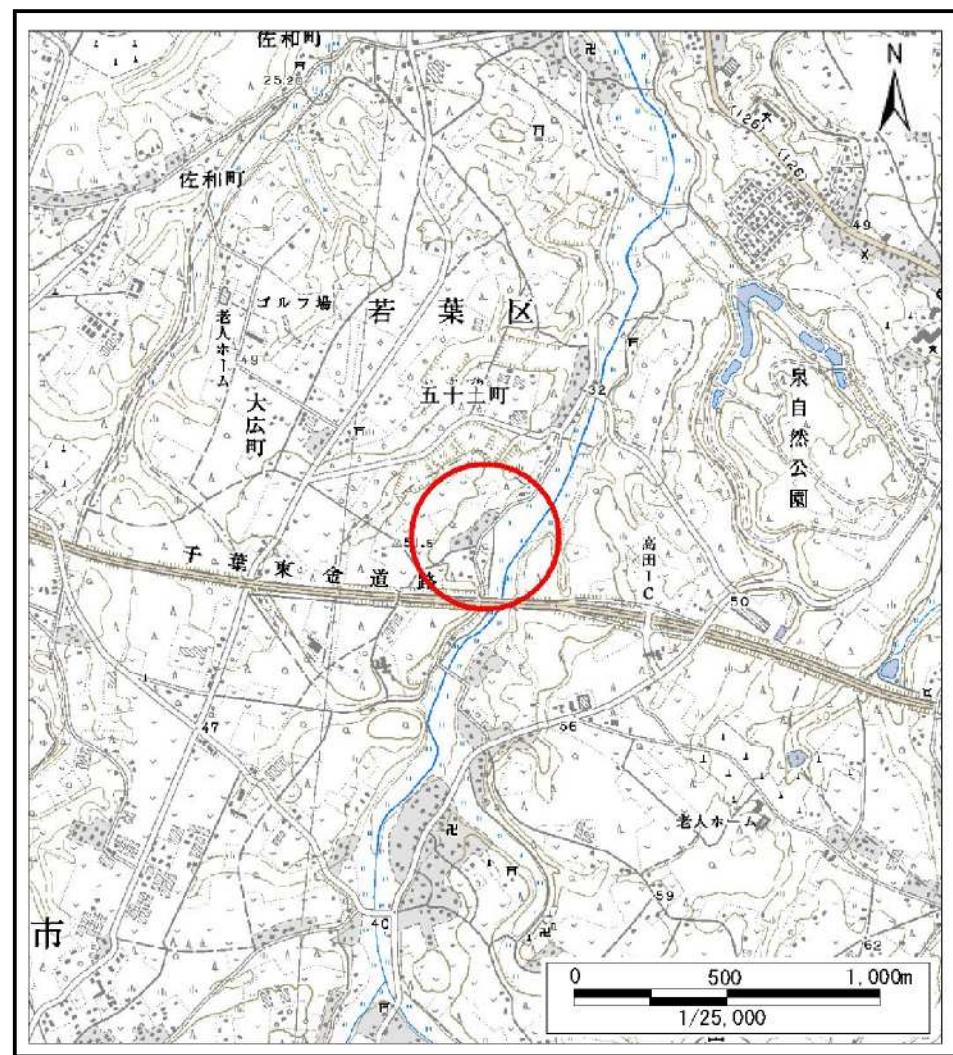 佐和町
N
25.2
(126)
佐和町
(126)
49
ゴルフ場
若葉区
老人ホーム
49
五十土町
32
大広町
泉自然公園
51.5
千葉東金道路
高田IC
50
47
56
老人ホーム
59
40
市
62
0 500 1,000m
1/25,000